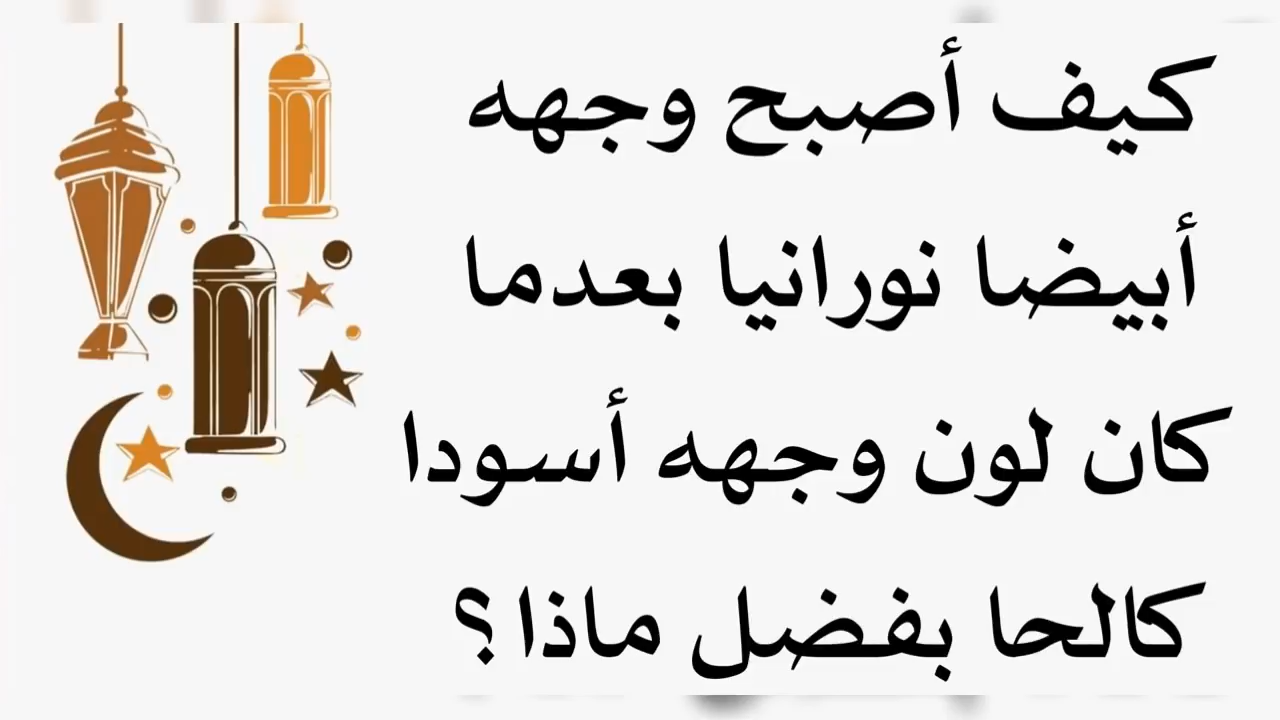 كيف أصبح وجهه
أبيضا نورانيا بعدما
كان لون وجهه أسودا
كالحا بفضل ماذا؟